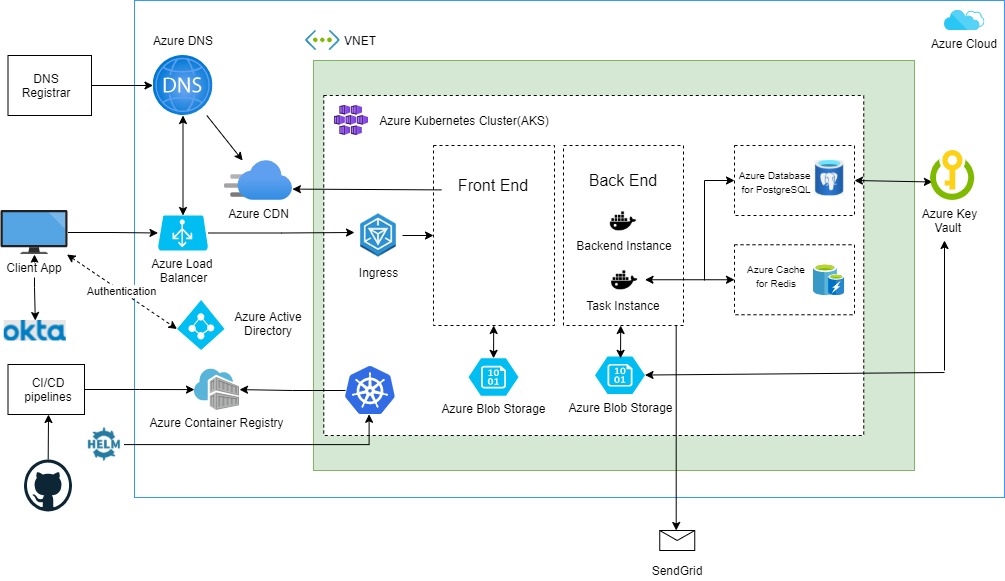 Azure Cloud
Azure DNS
VNET
DNS
Registrar
DNS
Azure Kubernetes Cluster(AKS)
Front End
Back End
Azure Database
for PostgreSQL
Azure CDN
Azure Key
Vault
Backend Instance
Client App
Azure Load
Balancer
Ingress
Azure Cache
for Redis
Authentication
Task Instance
okta
Azure Active
Directory
10
01
10
01
CI/CD
pipelines
Azure Container Registry
Azure Blob Storage
Azure Blob Storage
HELM
SendGrid